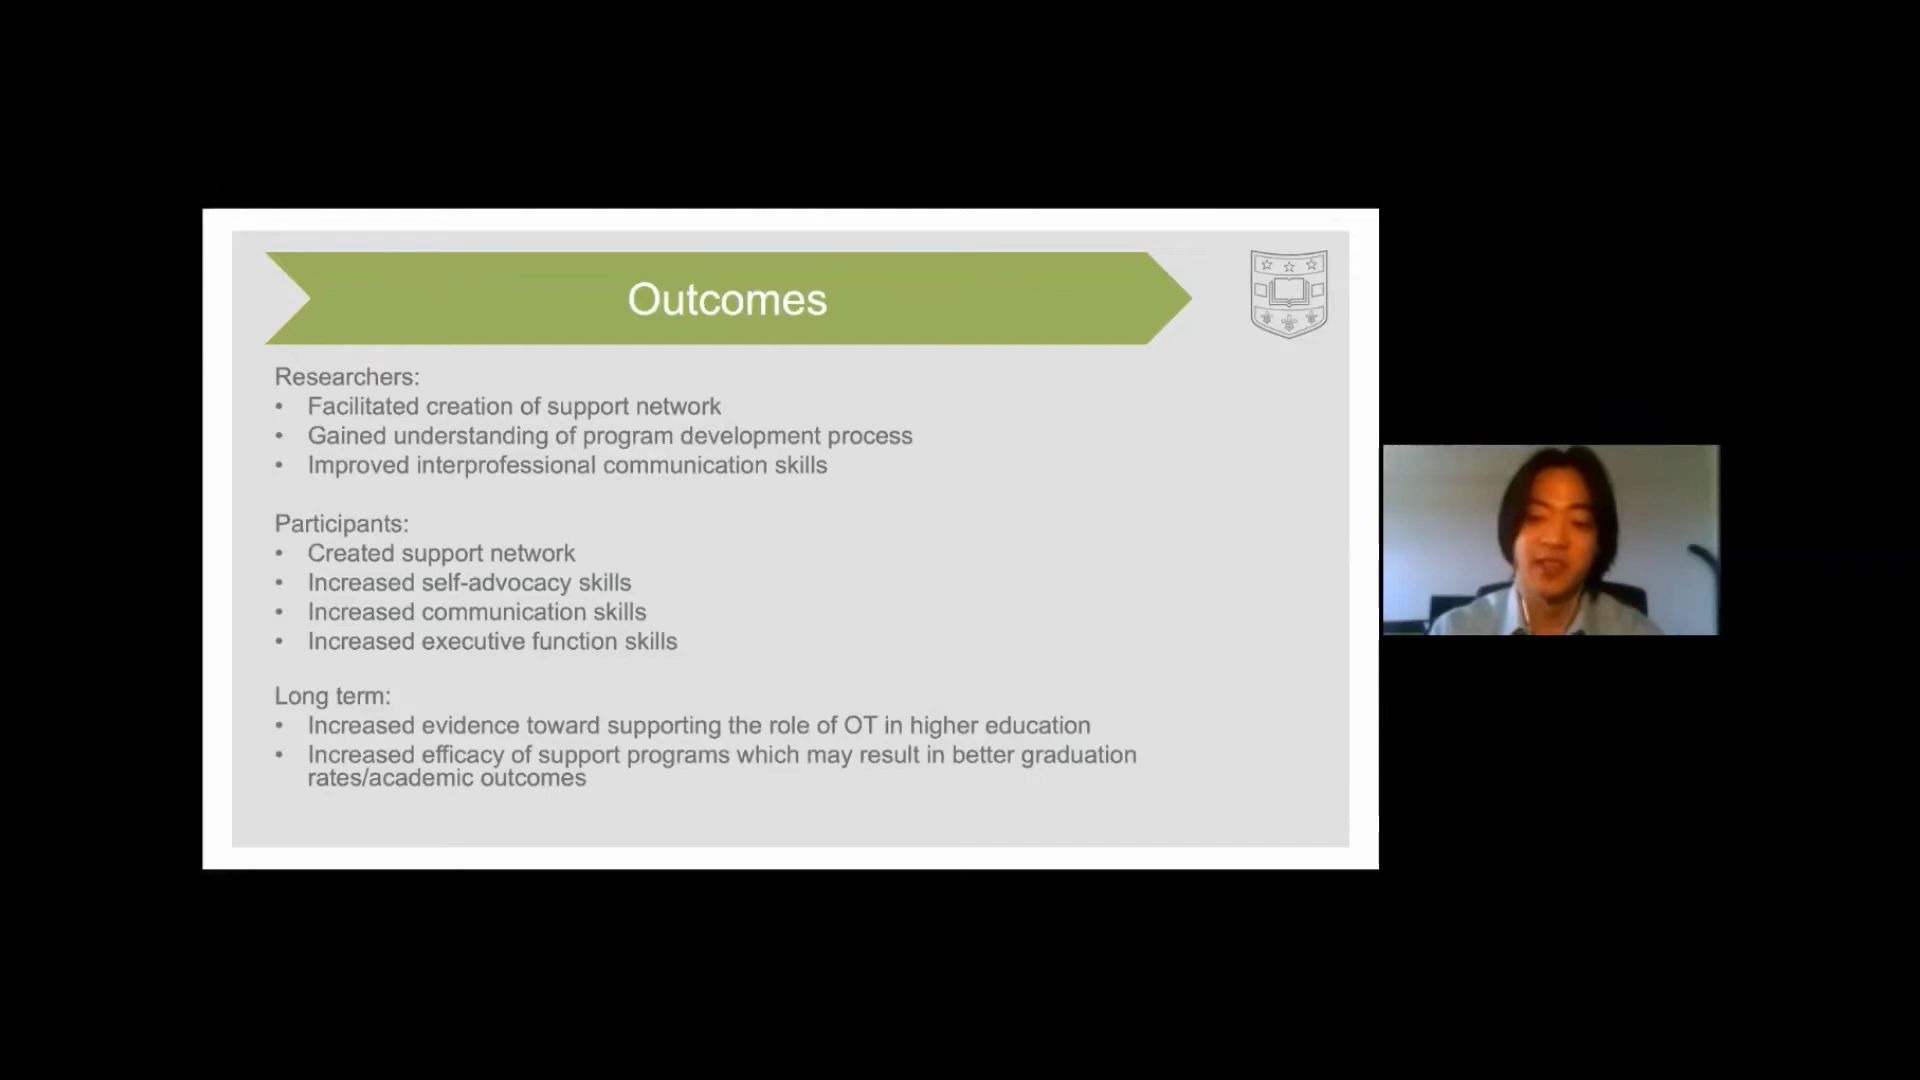 Outcomes
Researchers:
• Facilitated creation of support network
• Gained understanding of program development process
• Improved interprofessional communication skills
Participants:
• Created support network
• Increased self-advocacy skills
• Increased communication skills
• Increased executive function skills
Long term:
• Increased evidence toward supporting the role of OT in higher education
• Increased efficacy of support programs which may result in better graduation
rates/academic outcomes